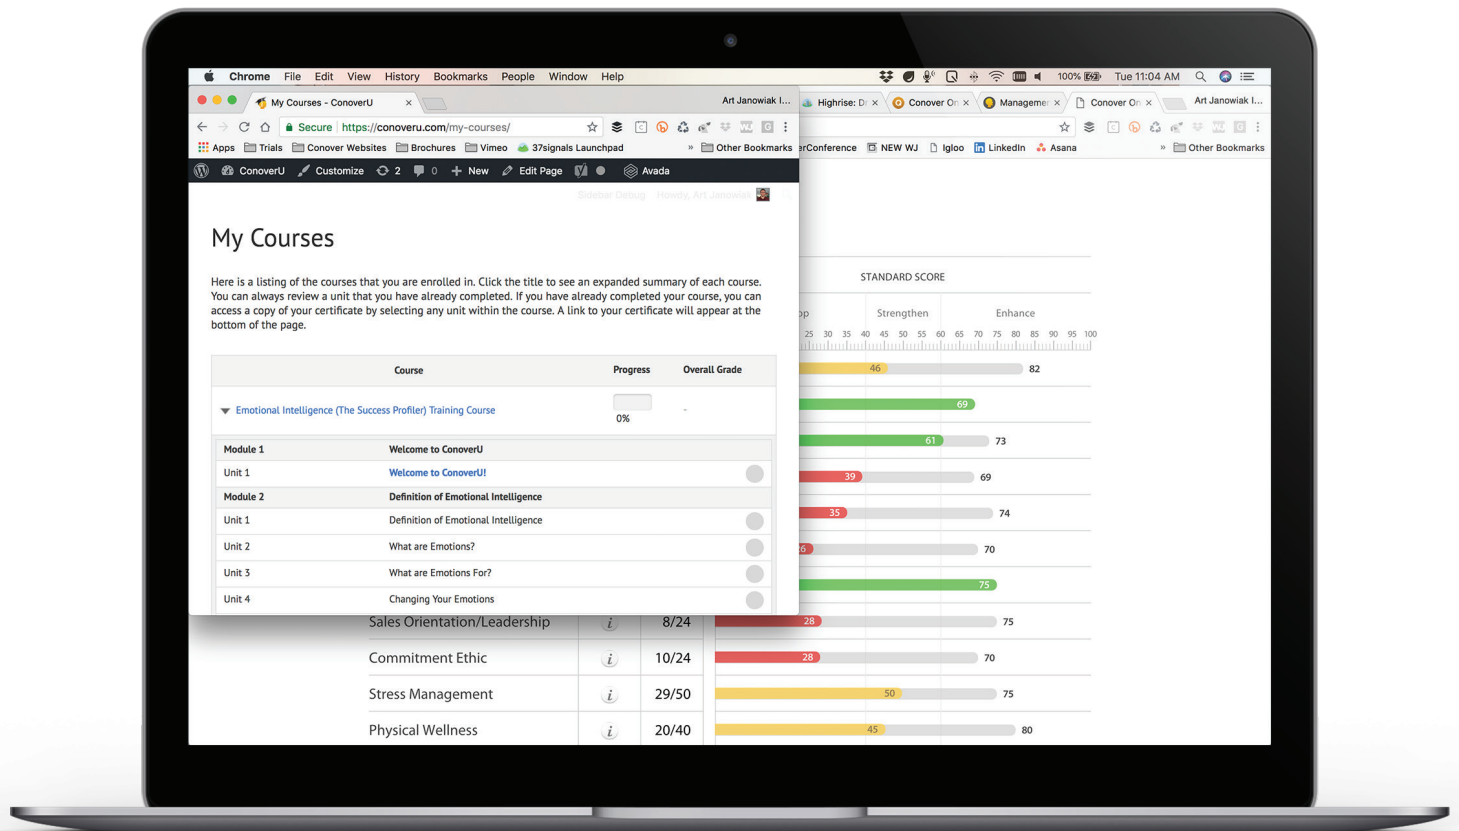 Chrome File Edit View History Bookmarks People Window Help 100% Tue 11:04 AM
My Courses - ConoverU × Art Janowiak I... Highrise: D × Conover On × Manageme × Conover On × Art Janowiak I...
Secure https://conoveru.com/my-courses/
Apps Trials Conover Websites Brochures Vimeo 37signals Launchpad » Other Bookmarks erConference NEW WJ Igloo LinkedIn Asana » Other Bookmarks
ConoverU Customize 2 0 New Edit Page Avada
Sidebar Debug Howdy, Art Janowiak
My Courses
Here is a listing of the courses that you are enrolled in. Click the title to see an expanded summary of each course.
You can always review a unit that you have already completed. If you have already completed your course, you can
access a copy of your certificate by selecting any unit within the course. A link to your certificate will appear at the
bottom of the page.
Course Progress Overall Grade
Emotional Intelligence (The Success Profiler) Training Course 0% -
Module 1 Welcome to ConoverU
Unit 1 Welcome to ConoverU!
Module 2 Definition of Emotional Intelligence
Unit 1 Definition of Emotional Intelligence
Unit 2 What are Emotions?
Unit 3 What are Emotions For?
Unit 4 Changing Your Emotions
STANDARD SCORE
op Strengthen Enhance
25 30 35 40 45 50 55 60 65 70 75 80 85 90 95 100
46 82
69
61 73
39 69
35 74
6 70
75
Sales Orientation/Leadership i 8/24 28 75
Commitment Ethic i 10/24 28 70
Stress Management i 29/50 50 75
Physical Wellness i 20/40 45 80